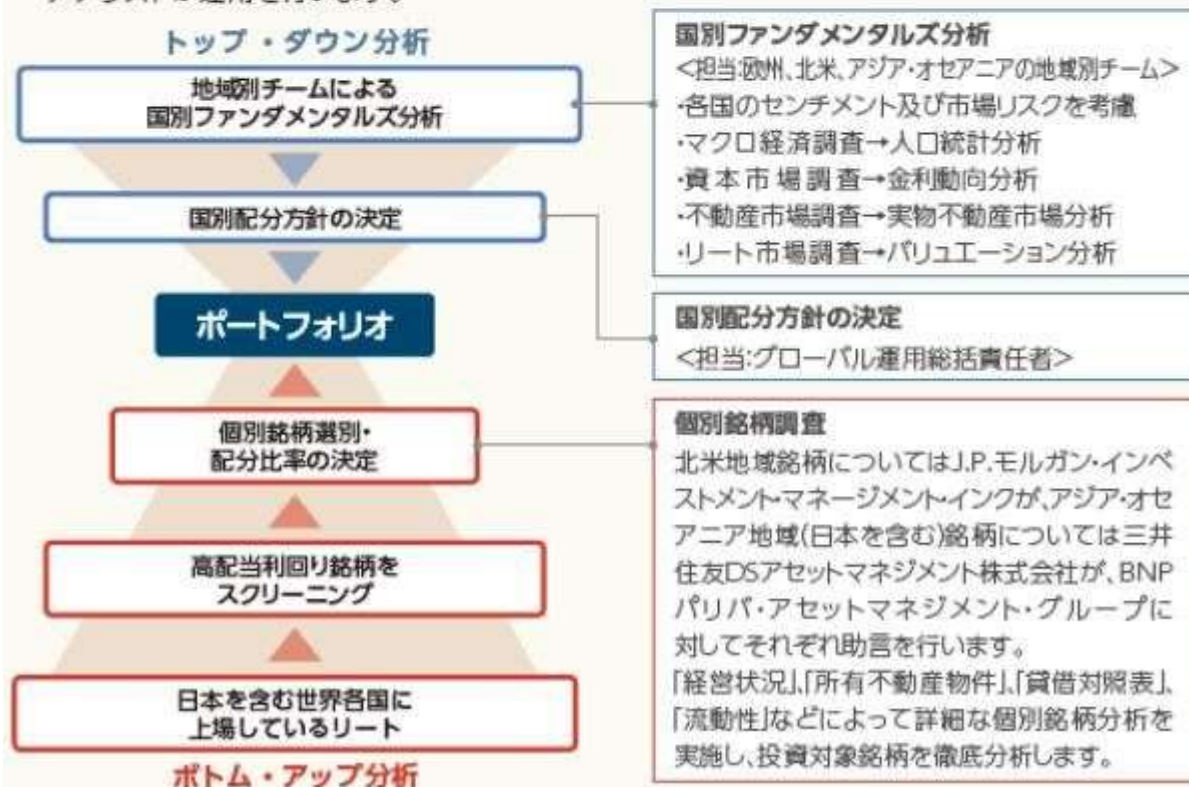 トップ・ダウン分析
地域別チームによる
国別ファンダメンタルズ分析
国別配分方針の決定
ポートフォリオ
個別銘柄選別・
配分比率の決定
高配当利回り銘柄を
スクリーニング
日本を含む世界各国に
上場しているリート
ボトム・アップ分析
国別ファンダメンタルズ分析
<担当:欧州、北米、アジア・オセアニアの地域別チーム>
・各国のセンチメント及び市場リスクを考慮
・マクロ経済調査→人口統計分析
・資本市場調査→金利動向分析
・不動産市場調査→実物不動産市場分析
・リート市場調査→バリュエーション分析
国別配分方針の決定
<担当:グローバル運用総括責任者>
個別銘柄調査
北米地域銘柄についてはJ.P.モルガン・インベ
ストメント・マネージメント・インクが、アジア・オセ
アニア地域(日本を含む)銘柄については三井
住友DSアセットマネジメント株式会社が、BNP
パリバ・アセットマネジメント・グループに
対してそれぞれ助言を行います。
「経営状況」、「所有不動産物件」、「貸借対照表」、
「流動性」などによって詳細な個別銘柄分析を
実施し、投資対象銘柄を徹底分析します。